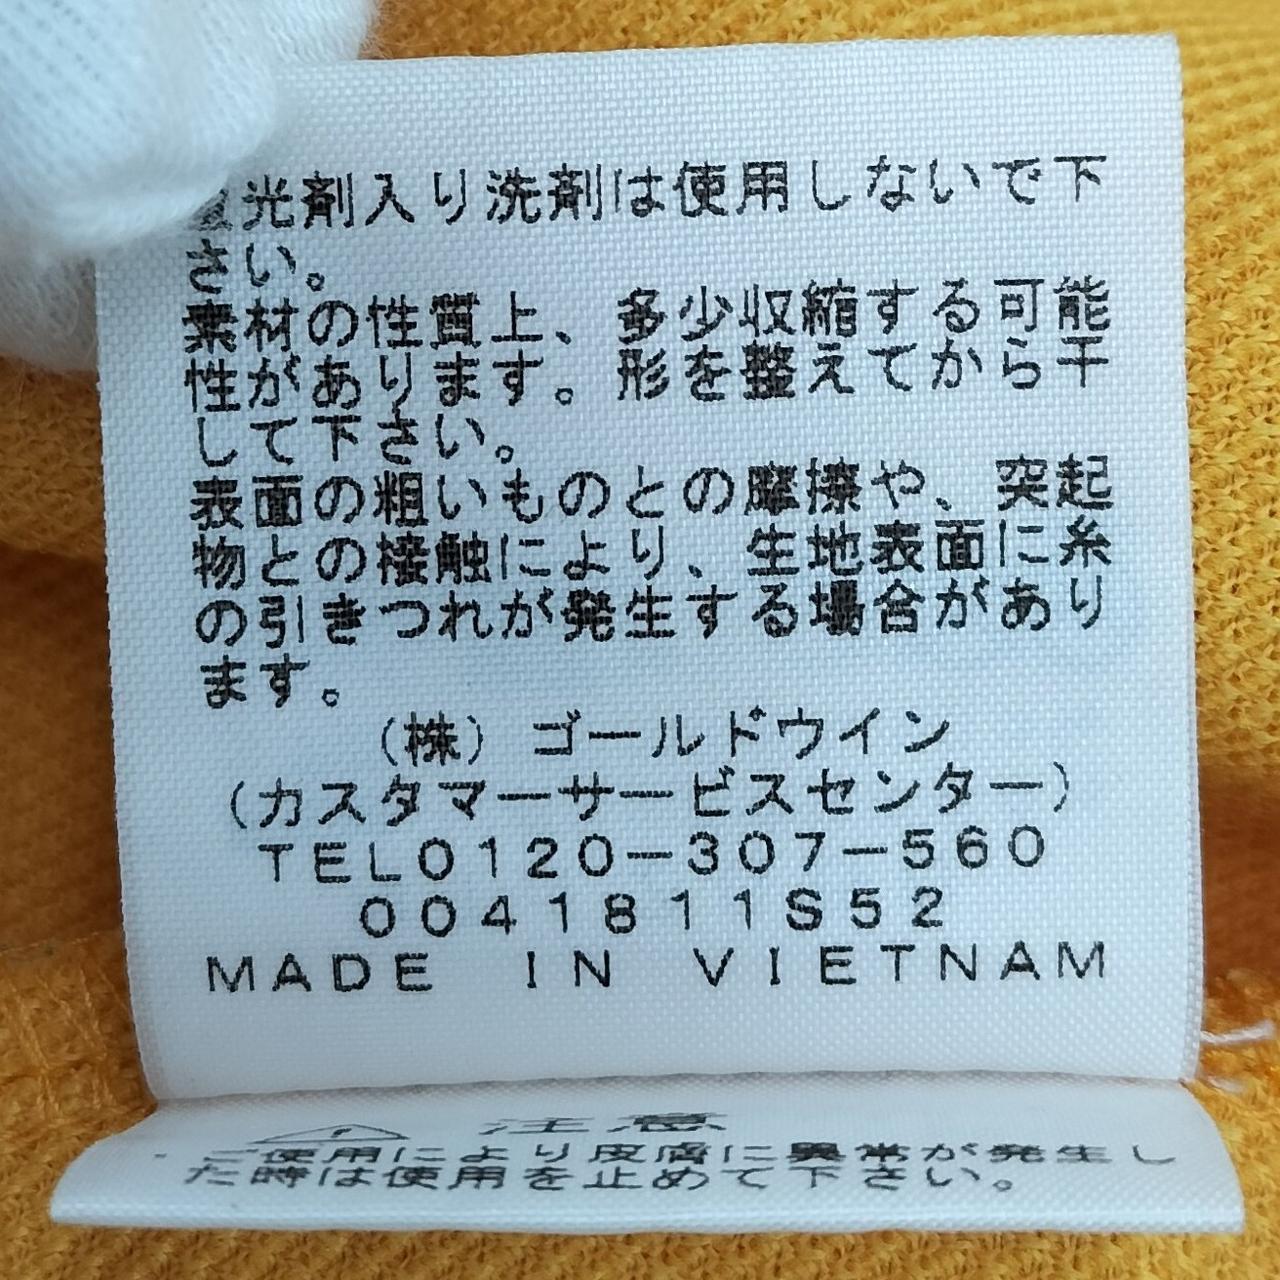 光剤入り洗剤は使用しないで下
さい。
素材の性質上、多少収縮する可能
性があります。形を整えてから干
して下さい。
表面の粗いものとの摩擦や、突起
物との接触により、生地表面に糸
の引きつれが発生する場合があり
ます。
(株)ゴールドウイン
(カスタマーサービスセンター)
TEL0120-307-560
0041811S52
MADE IN VIETNAM
注意
・ご使用により皮膚に異常が発生し
た時は使用を止めて下さい。